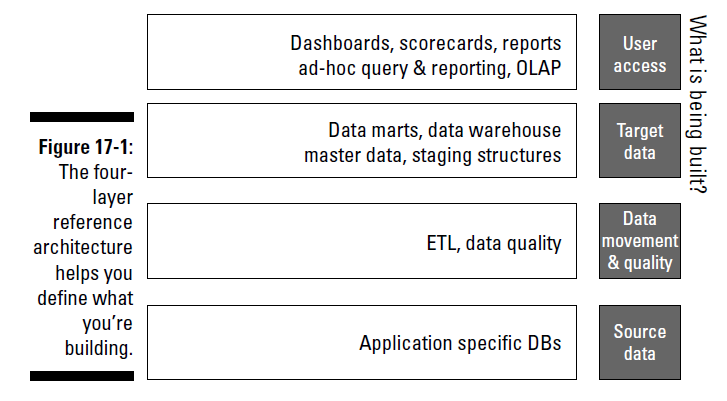 Dashboards, scorecards, reports
ad-hoc query & reporting, OLAP
User
access
What is being built?
Data marts, data warehouse
master data, staging structures
Target
data
Figure 17-1:
The four-
layer
reference
architecture
helps you
define what
you're
building.
ETL, data quality
Data
movement
& quality
Application specific DBs
Source
data